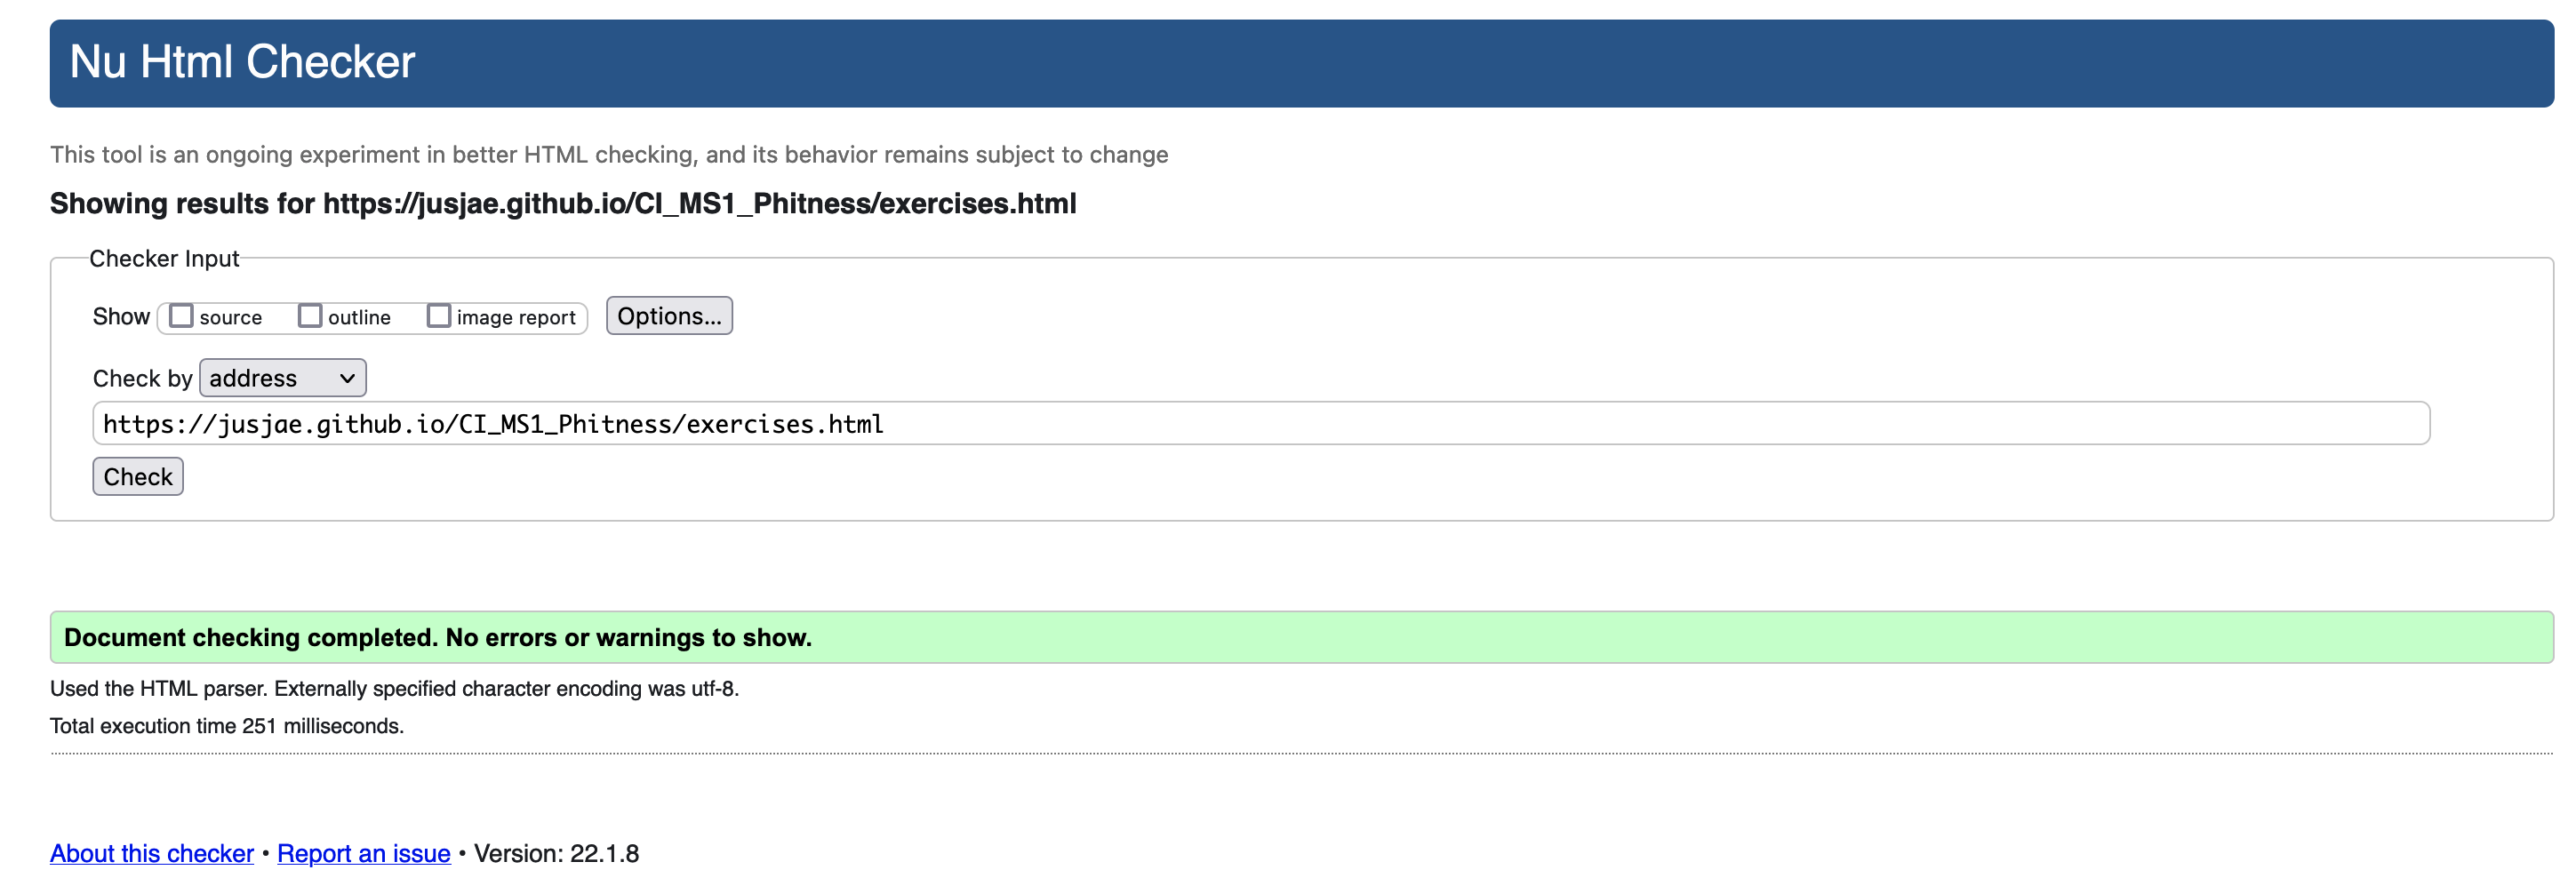 Nu Html Checker
This tool is an ongoing experiment in better HTML checking, and its behavior remains subject to change
Showing results for https://jusjae.github.io/CI_MS1_Phitness/exercises.html
Checker Input
Show source outline image report Options...
Check by address
https://jusjae.github.io/CI_MS1_Phitness/exercises.html
Check
Document checking completed. No errors or warnings to show.
Used the HTML parser. Externally specified character encoding was utf-8.
Total execution time 251 milliseconds.
About this checker • Report an issue • Version: 22.1.8